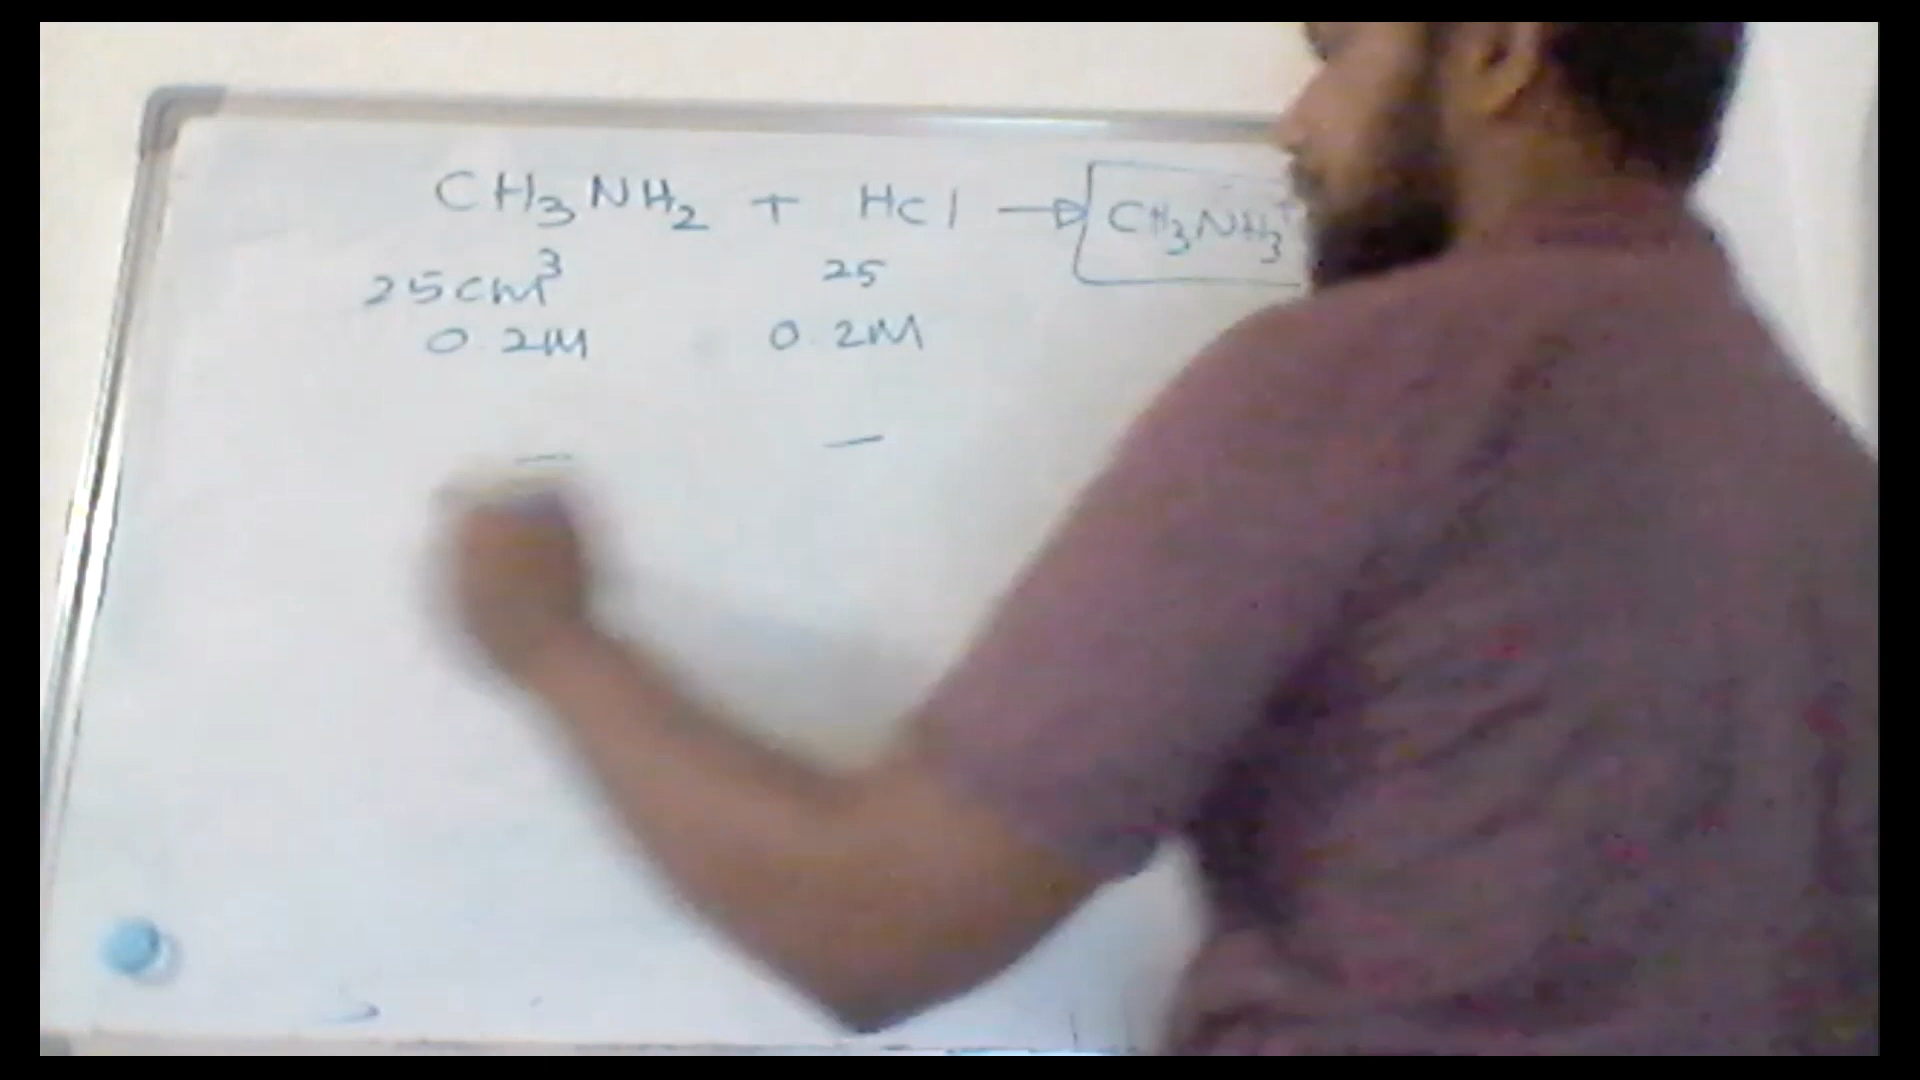 CH₃NH₂ + HCl → CH₃NH₃⁺
25cm³ 25
0.2M 0.2M
— —